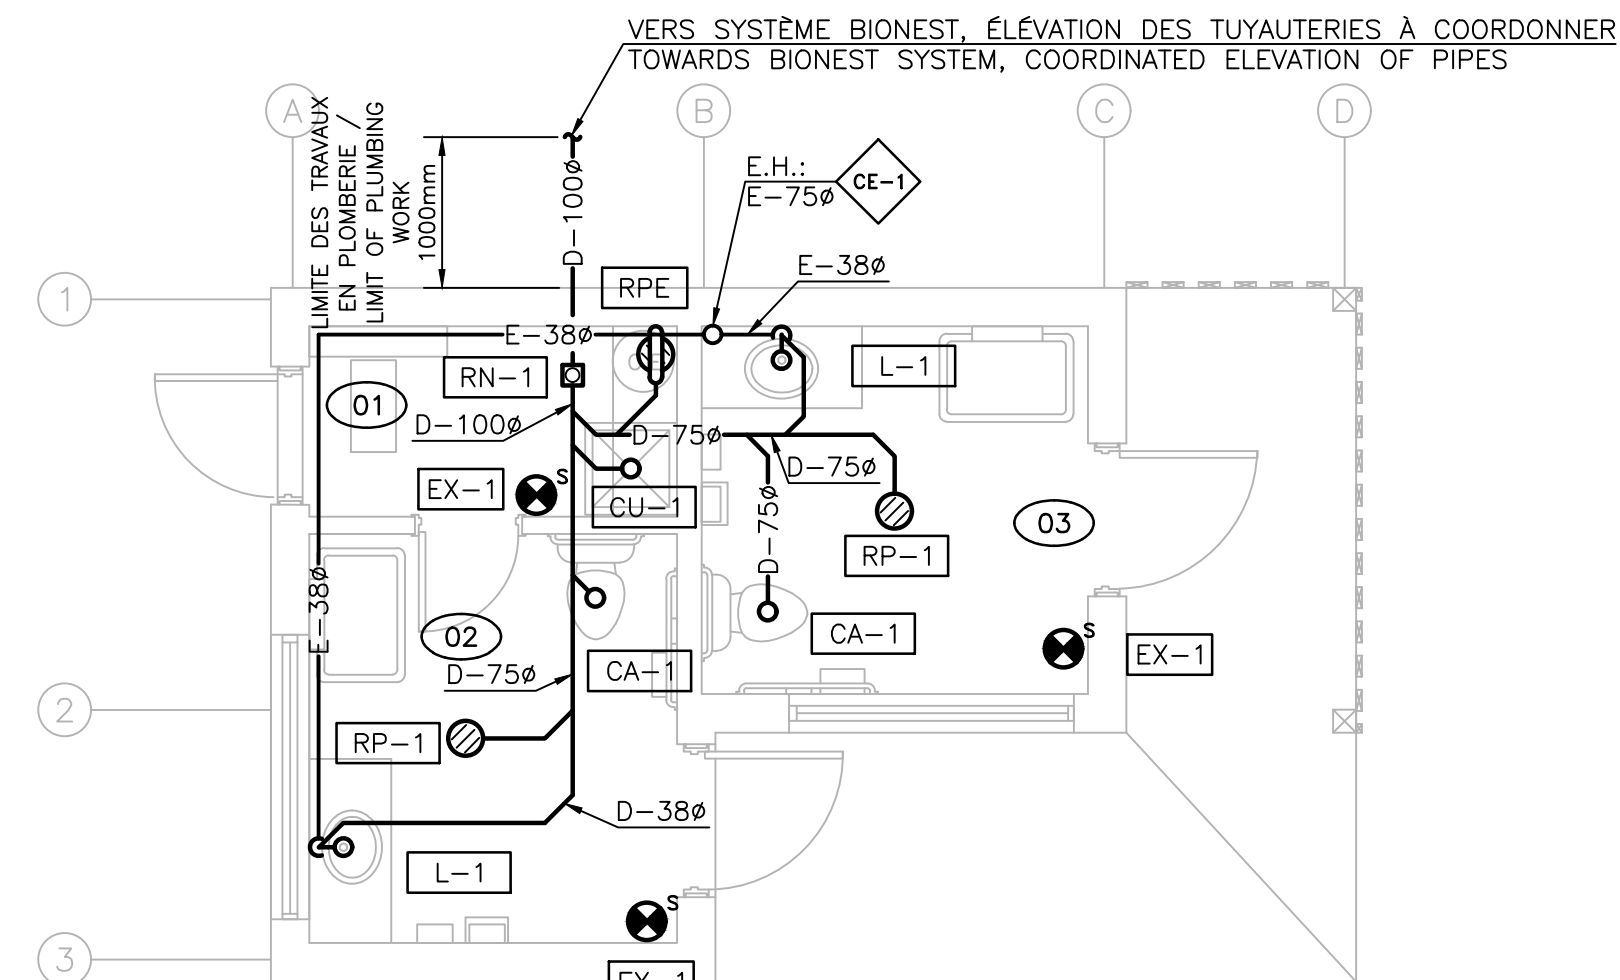 VERS SYSTÈME BIONEST, ÉLÉVATION DES TUYAUTERIES À COORDONNER
TOWARDS BIONEST SYSTEM, COORDINATED ELEVATION OF PIPES
A
B
C
D
LIMITE DES TRAVAUX
EN PLOMBERIE /
LIMIT OF PLUMBING
WORK
1000mm
D-100ø
E.H.:
E-75ø
CE-1
E-38ø
RPE
1
E-38ø
RN-1
L-1
01
D-100ø
D-75ø
D-75ø
EX-1
S
CU-1
D-75ø
03
RP-1
E-38ø
02
CA-1
S
EX-1
D-75ø
CA-1
2
RP-1
D-38ø
L-1
S
3
EX-1